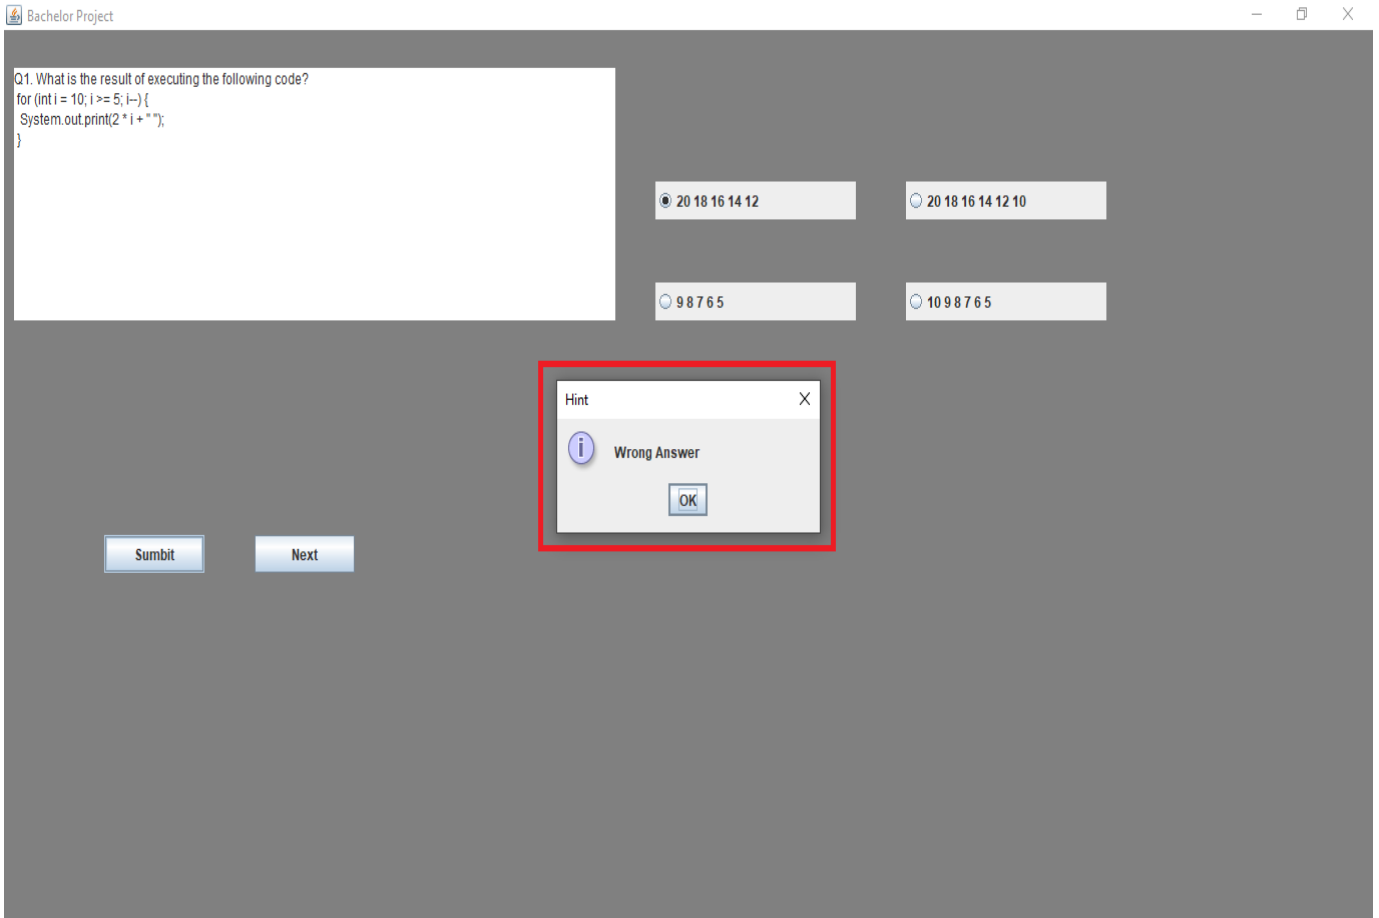 Bachelor Project
Q1. What is the result of executing the following code?
for (int i = 10; i >= 5; i--) {
System.out.print(2 * i + " ");
}
20 18 16 14 12
20 18 16 14 12 10
9 8 7 6 5
10 9 8 7 6 5
Hint
Wrong Answer
OK
Sumbit
Next